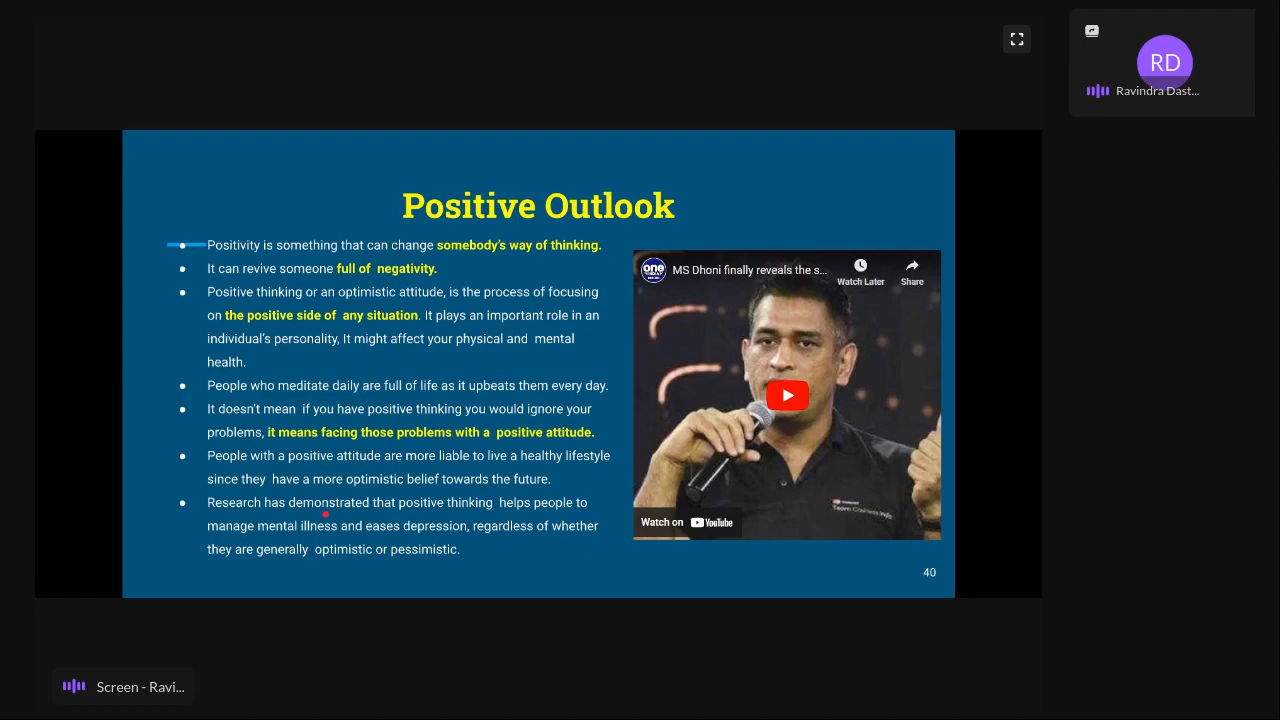 RD
Ravindra Dast...
Positive Outlook
Positivity is something that can change somebody's way of thinking.
It can revive someone full of negativity.
Positive thinking or an optimistic attitude, is the process of focusing
on the positive side of any situation. It plays an important role in an
individual's personality, It might affect your physical and mental
health.
People who meditate daily are full of life as it upbeats them every day.
It doesn't mean if you have positive thinking you would ignore your
problems, it means facing those problems with a positive attitude.
People with a positive attitude are more liable to live a healthy lifestyle
since they have a more optimistic belief towards the future.
Research has demonstrated that positive thinking helps people to
manage mental illness and eases depression, regardless of whether
they are generally optimistic or pessimistic.
one
MS Dhoni finally reveals the s...
Watch Later
Share
Watch on YouTube
40
Screen - Ravi...